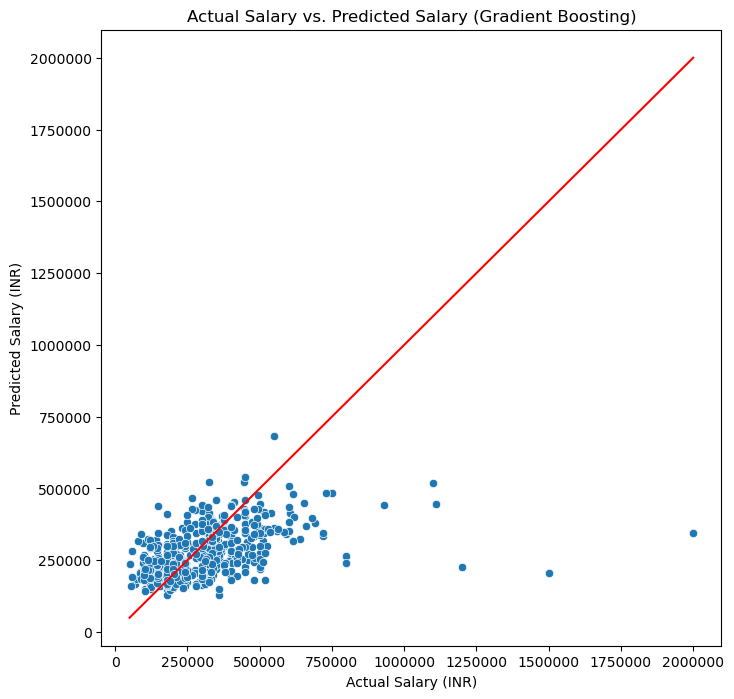 Actual Salary vs. Predicted Salary (Gradient Boosting)
2000000
1750000
1500000
1250000
1000000
750000
500000
250000
0
Predicted Salary (INR)
0 250000 500000 750000 1000000 1250000 1500000 1750000 2000000
Actual Salary (INR)